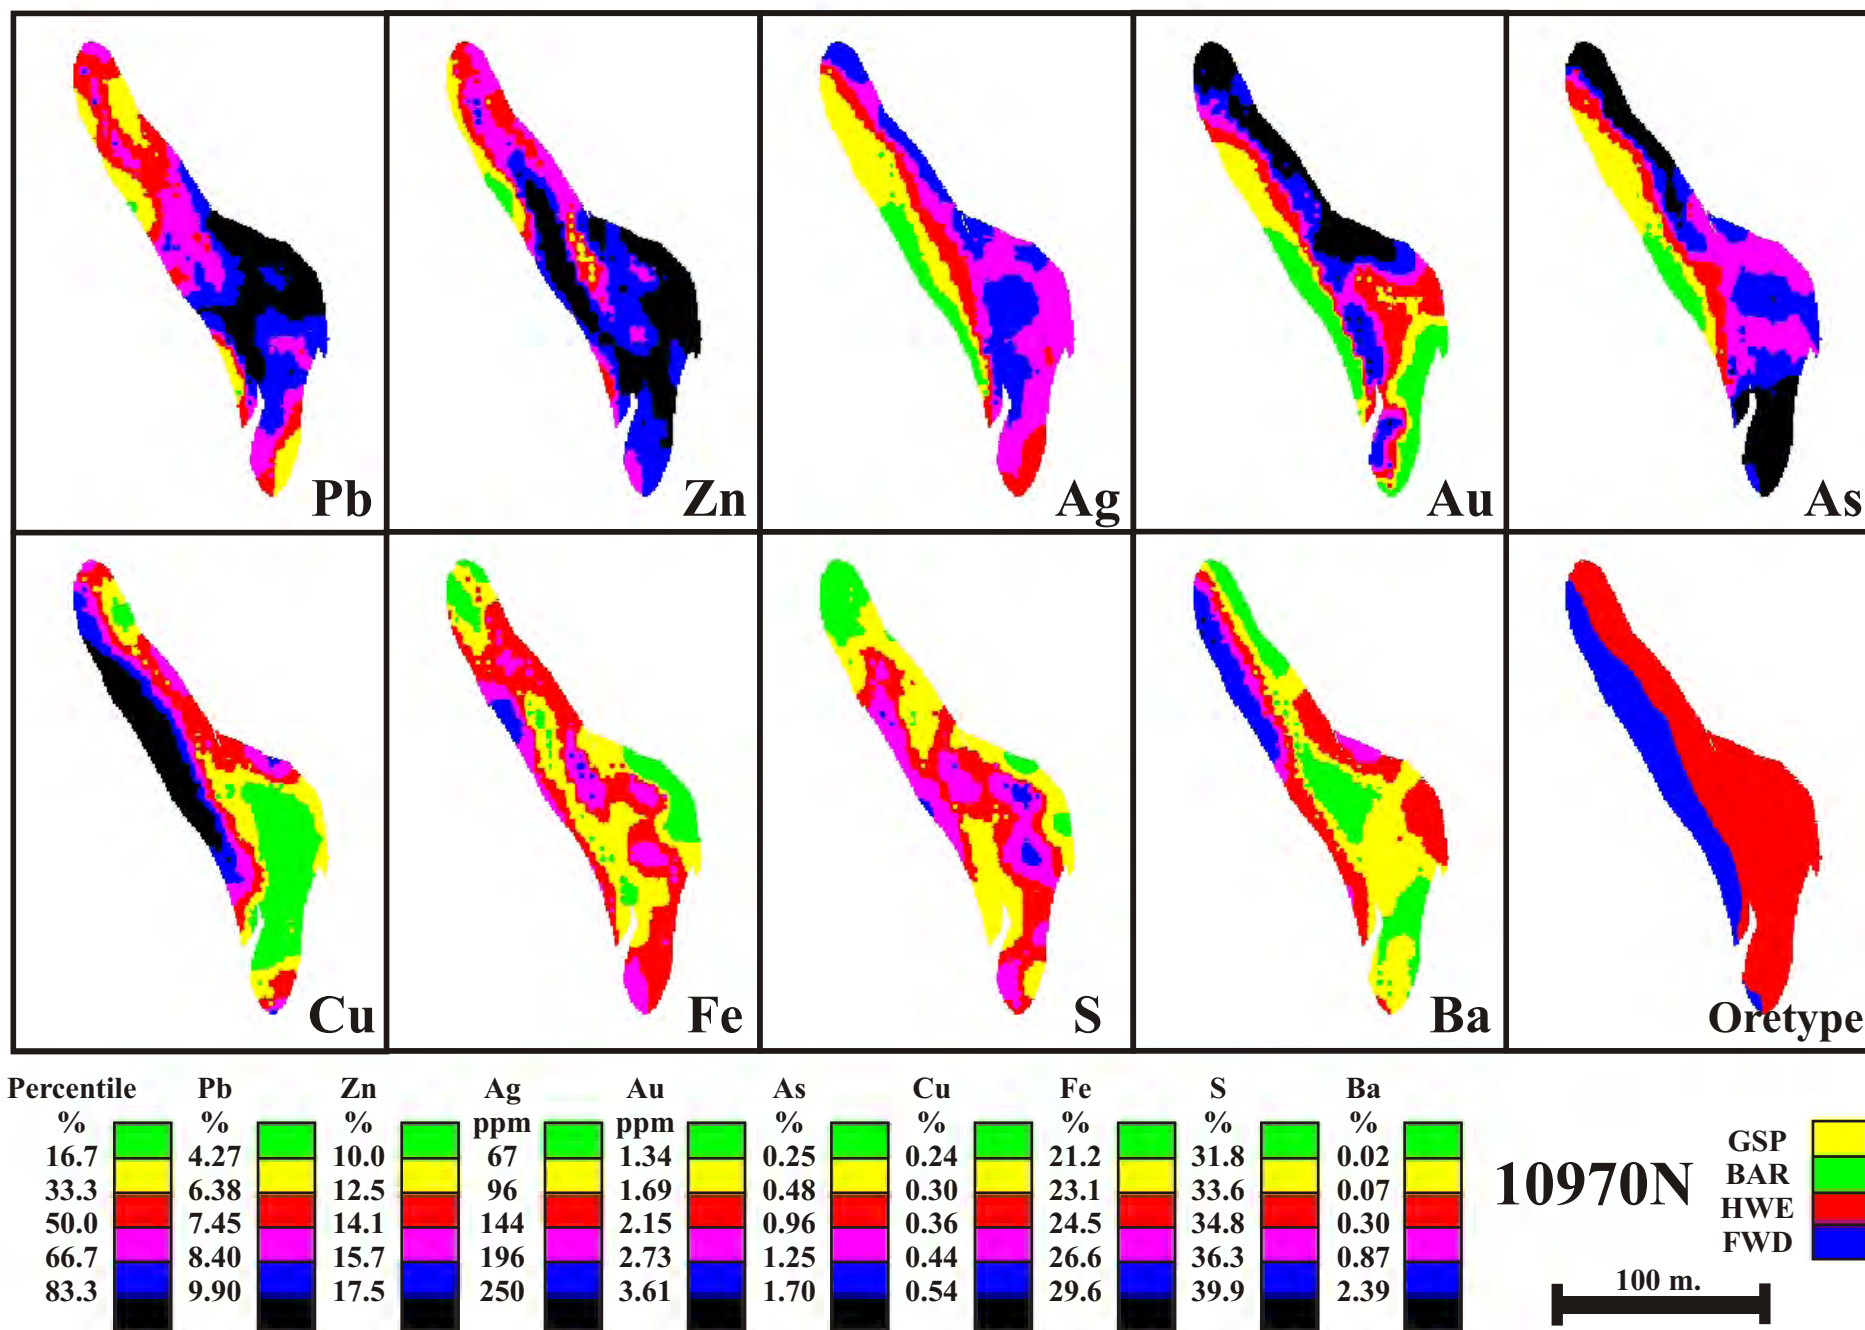 Pb Zn Ag Au As
Cu Fe S Ba Oretype
Percentile Pb Zn Ag Au As Cu Fe S Ba
% % % ppm ppm % % % % %
16.7 4.27 10.0 67 1.34 0.25 0.24 21.2 31.8 0.02
33.3 6.38 12.5 96 1.69 0.48 0.30 23.1 33.6 0.07
50.0 7.45 14.1 144 2.15 0.96 0.36 24.5 34.8 0.30
66.7 8.40 15.7 196 2.73 1.25 0.44 26.6 36.3 0.87
83.3 9.90 17.5 250 3.61 1.70 0.54 29.6 39.9 2.39
10970N
GSP
BAR
HWE
FWD
100 m.